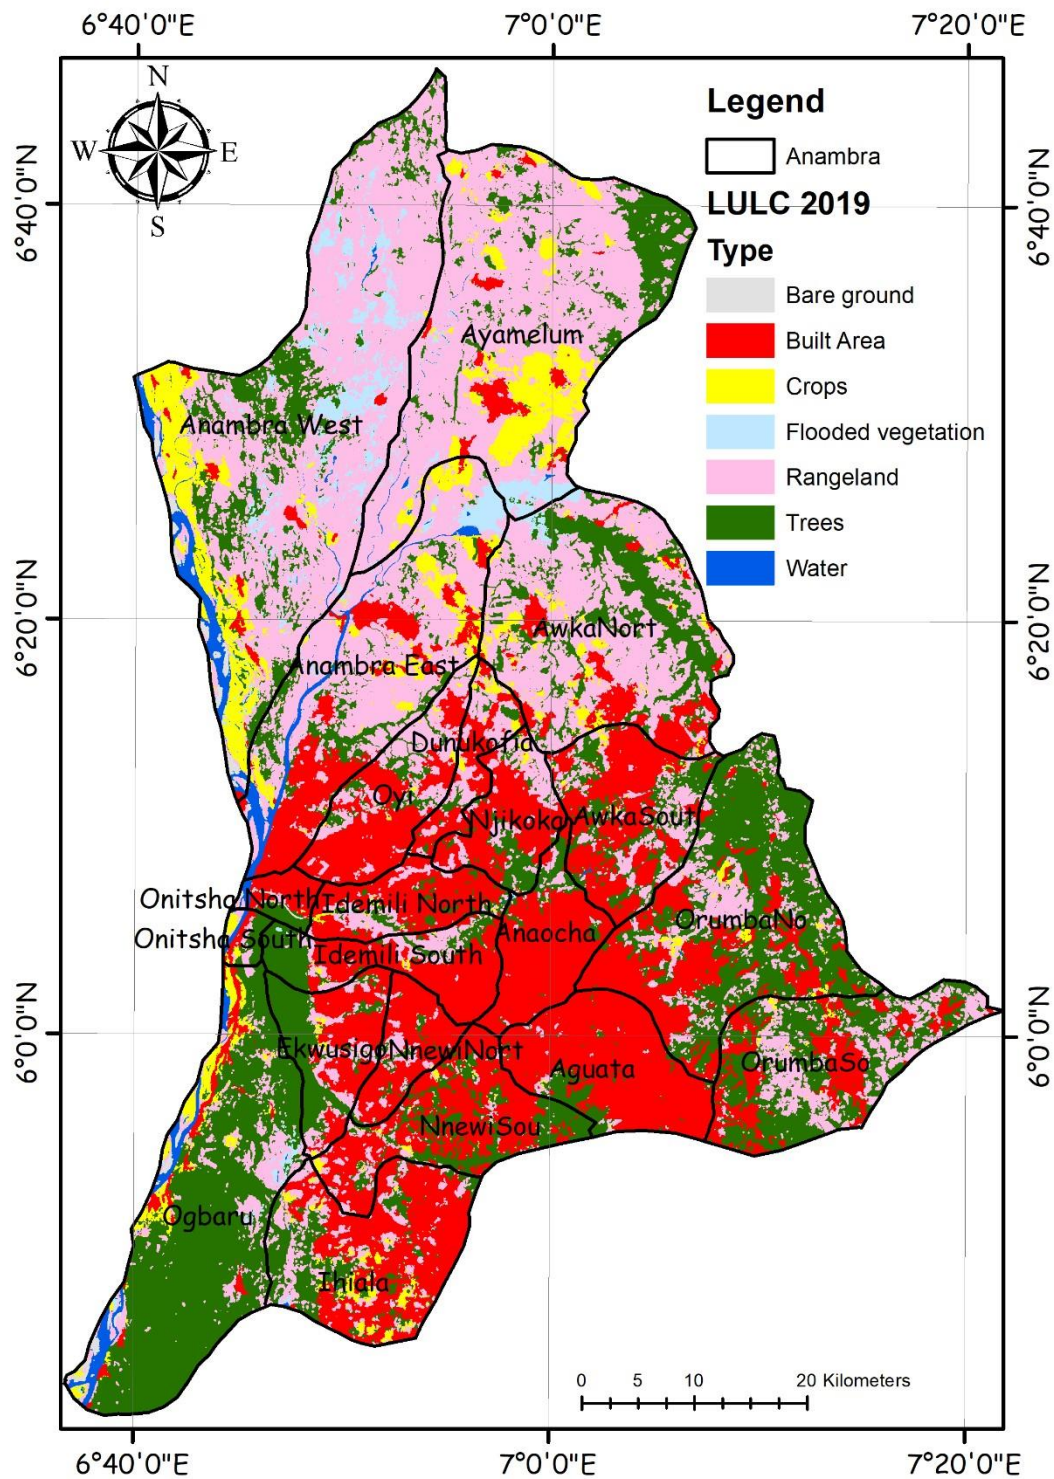 6°40'0"E
7°0'0"E
7°20'0"E
N
W
E
S
Legend
Anambra
LULC 2019
Type
Bare ground
Built Area
Crops
Flooded vegetation
Rangeland
Trees
Water
6°40'0"N
6°40'0"N
6°20'0"N
6°20'0"N
6°0'0"N
6°0'0"N
Ayamelum
Anambra West
AwkaNort
Anambra East
Dunukofia
Oyi
Njikoka
AwkaSout
Onitsha North
Idemili North
OrumbaNo
Onitsha South
Anaocha
Idemili South
Ekwusigo
NnewiNort
Aguata
OrumbaSo
NnewiSou
Ogbaru
Ihiala
0 5 10 20 Kilometers
6°40'0"E
7°0'0"E
7°20'0"E